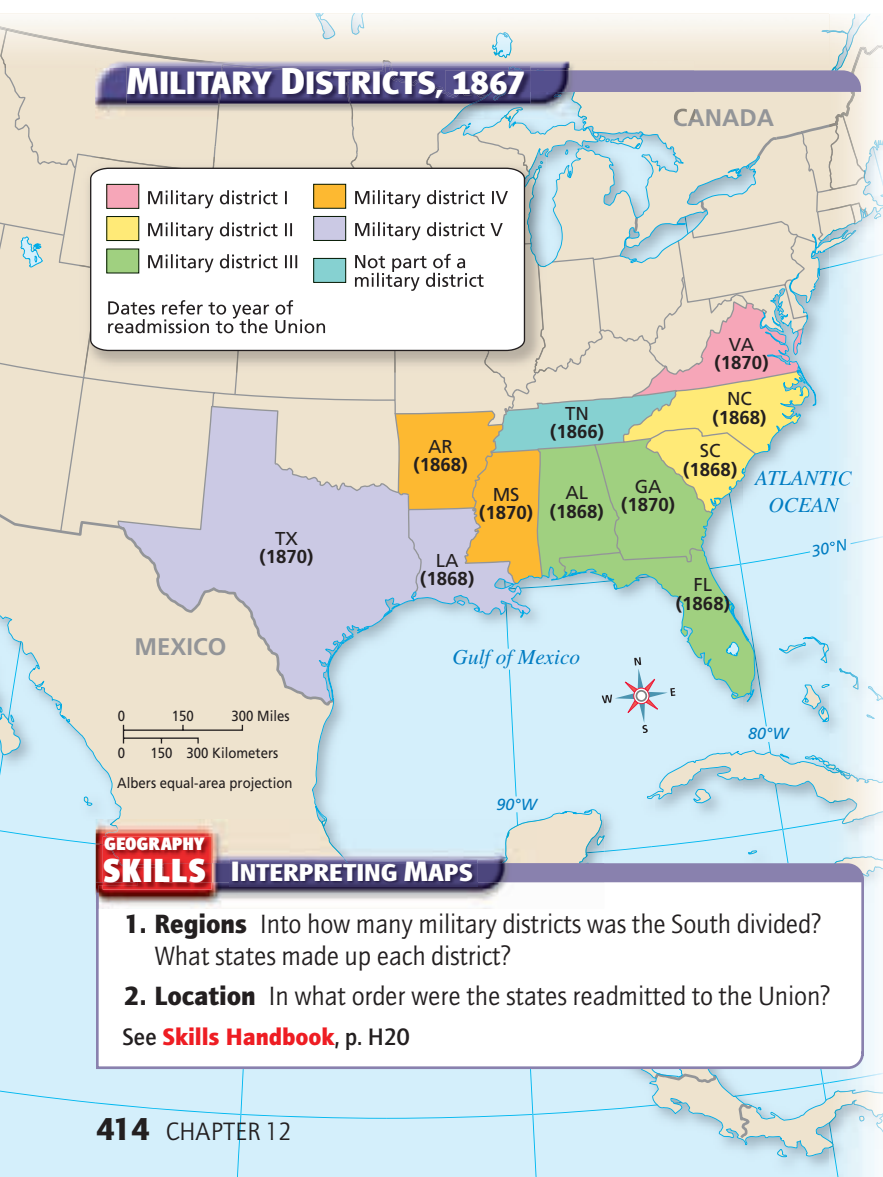 MILITARY DISTRICTS, 1867
CANADA
Military district I
Military district II
Military district III
Military district IV
Military district V
Not part of a
military district
Dates refer to year of
readmission to the Union
VA
(1870)
NC
(1868)
TN
(1866)
SC
(1868)
AR
(1868)
MS
(1870)
AL
(1868)
GA
(1870)
ATLANTIC
OCEAN
TX
(1870)
LA
(1868)
30°N
FL
(1868)
MEXICO
Gulf of Mexico
N
W E
S
0 150 300 Miles
0 150 300 Kilometers
Albers equal-area projection
80°W
90°W
GEOGRAPHY
SKILLS INTERPRETING MAPS
1. Regions Into how many military districts was the South divided?
What states made up each district?
2. Location In what order were the states readmitted to the Union?
See Skills Handbook, p. H20
414 CHAPTER 12